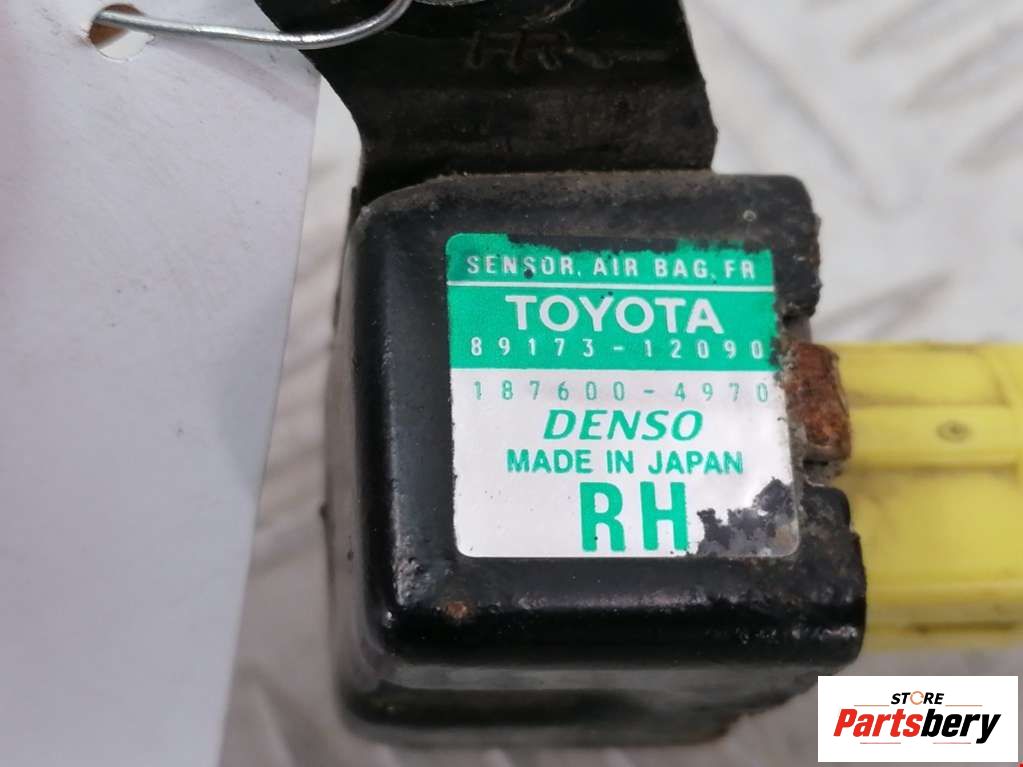 SENSOR, AIR BAG, FR
TOYOTA
89173-12090
187600-4970
DENSO
MADE IN JAPAN
RH
STORE
Partsbery